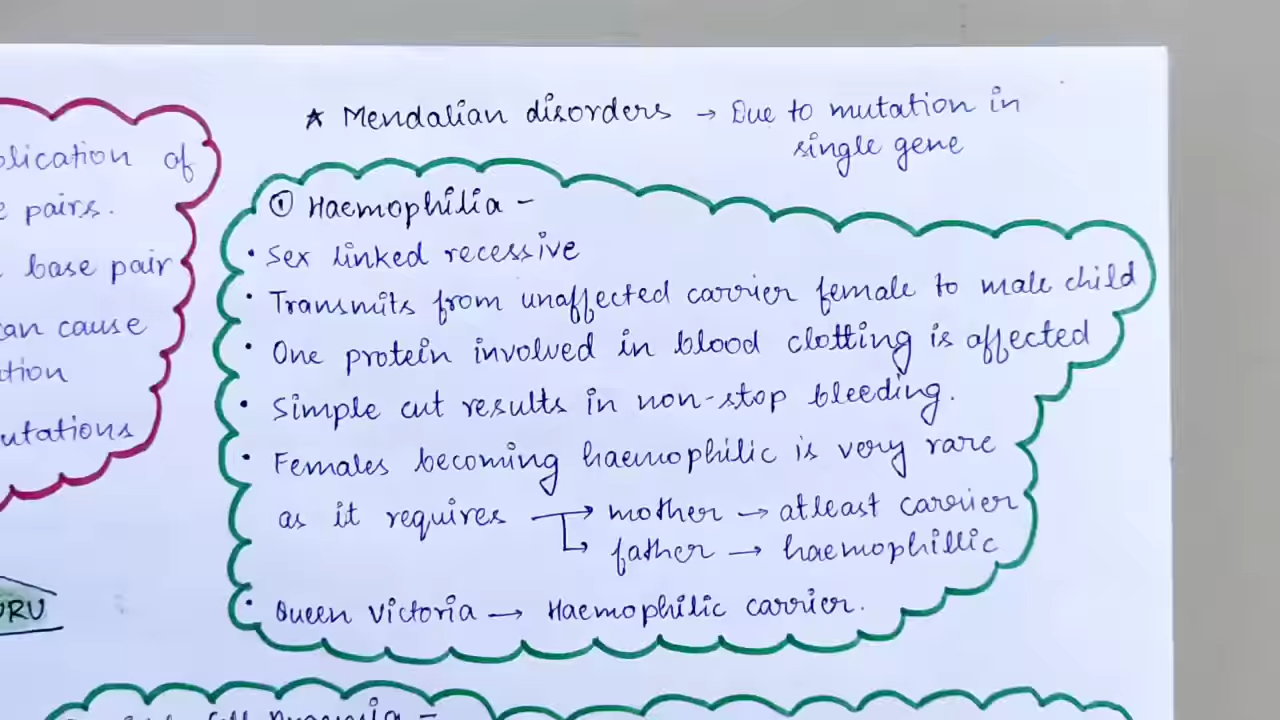 plication of
pairs.
base pair
an cause
tion
utations
URU
★ Mendalian disorders → Due to mutation in
single gene
① Haemophilia -
• Sex linked recessive
• Transmits from unaffected carrier female to male child
• One protein involved in blood clotting is affected
• Simple cut results in non-stop bleeding.
• Females becoming haemophilic is very rare
as it requires → mother → atleast carrier
↳ father → haemophillic
• Queen Victoria → Haemophilic carrier.